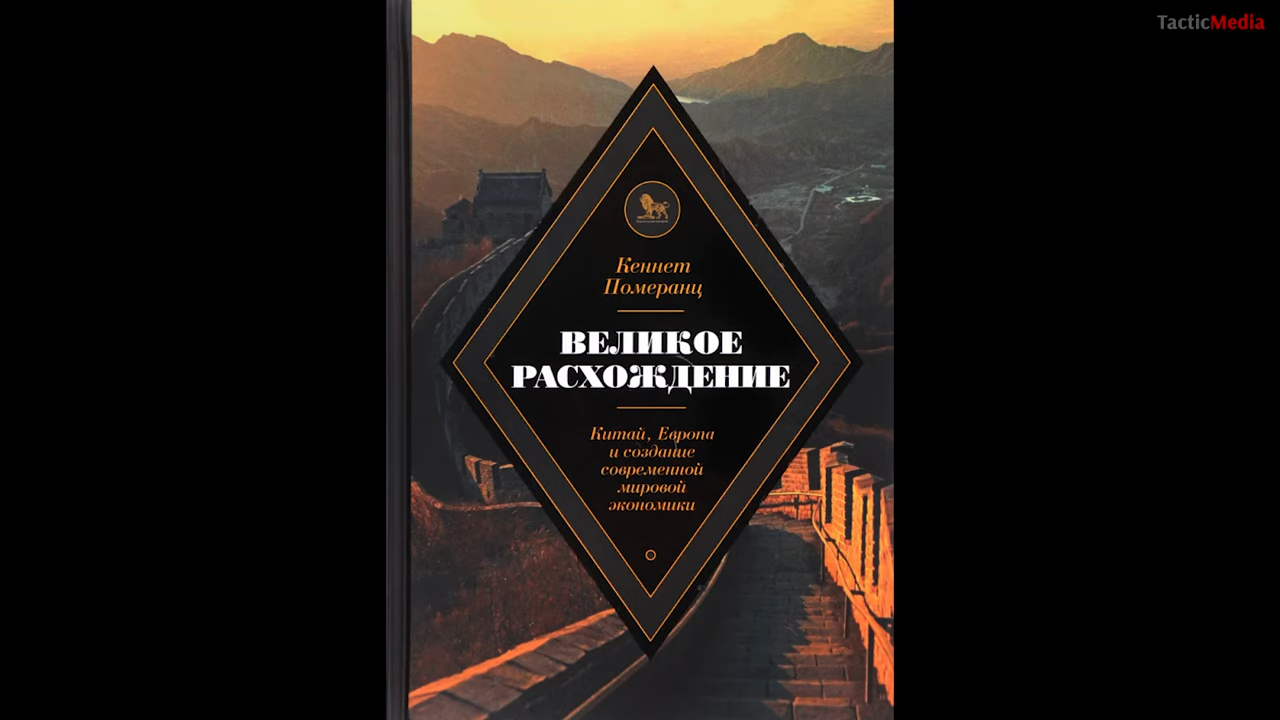 TacticMedia
Кеннет
Померанц
ВЕЛИКОЕ
РАСХОЖДЕНИЕ
Китай, Европа
и создание
современной
мировой
экономики